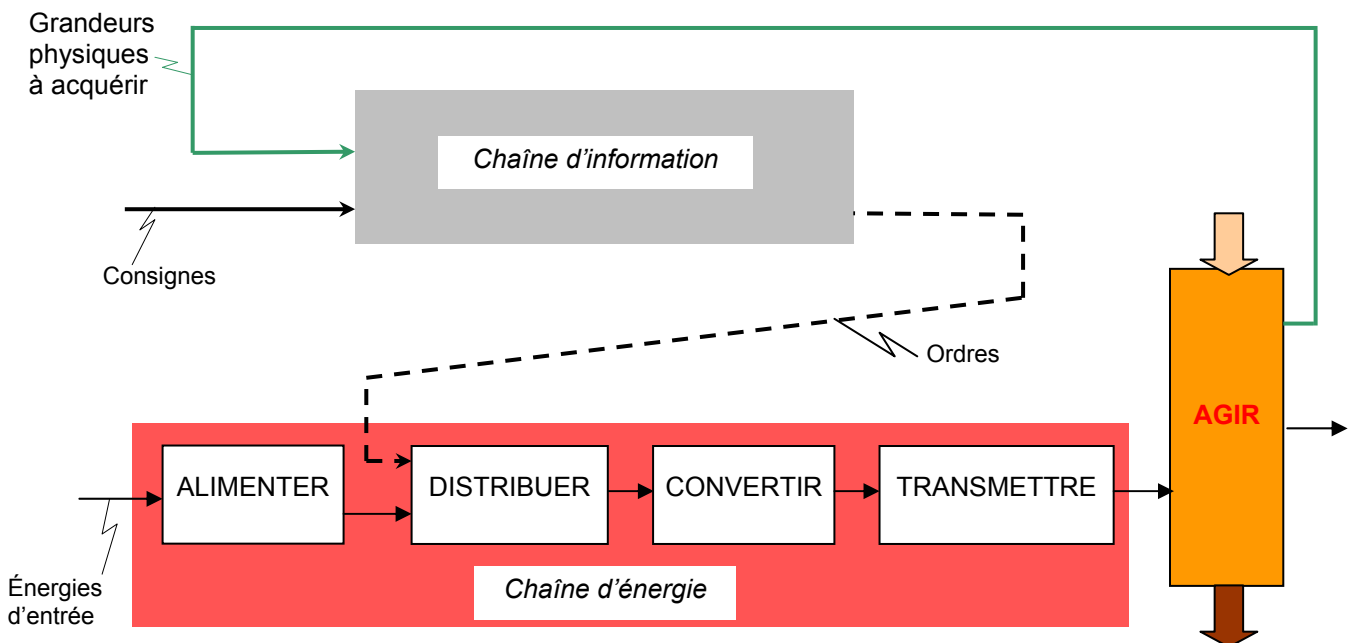 Grandeurs
physiques
à acquérir
Chaîne d'information
Consignes
Ordres
AGIR
ALIMENTER
DISTRIBUER
CONVERTIR
TRANSMETTRE
Énergies
d'entrée
Chaîne d'énergie